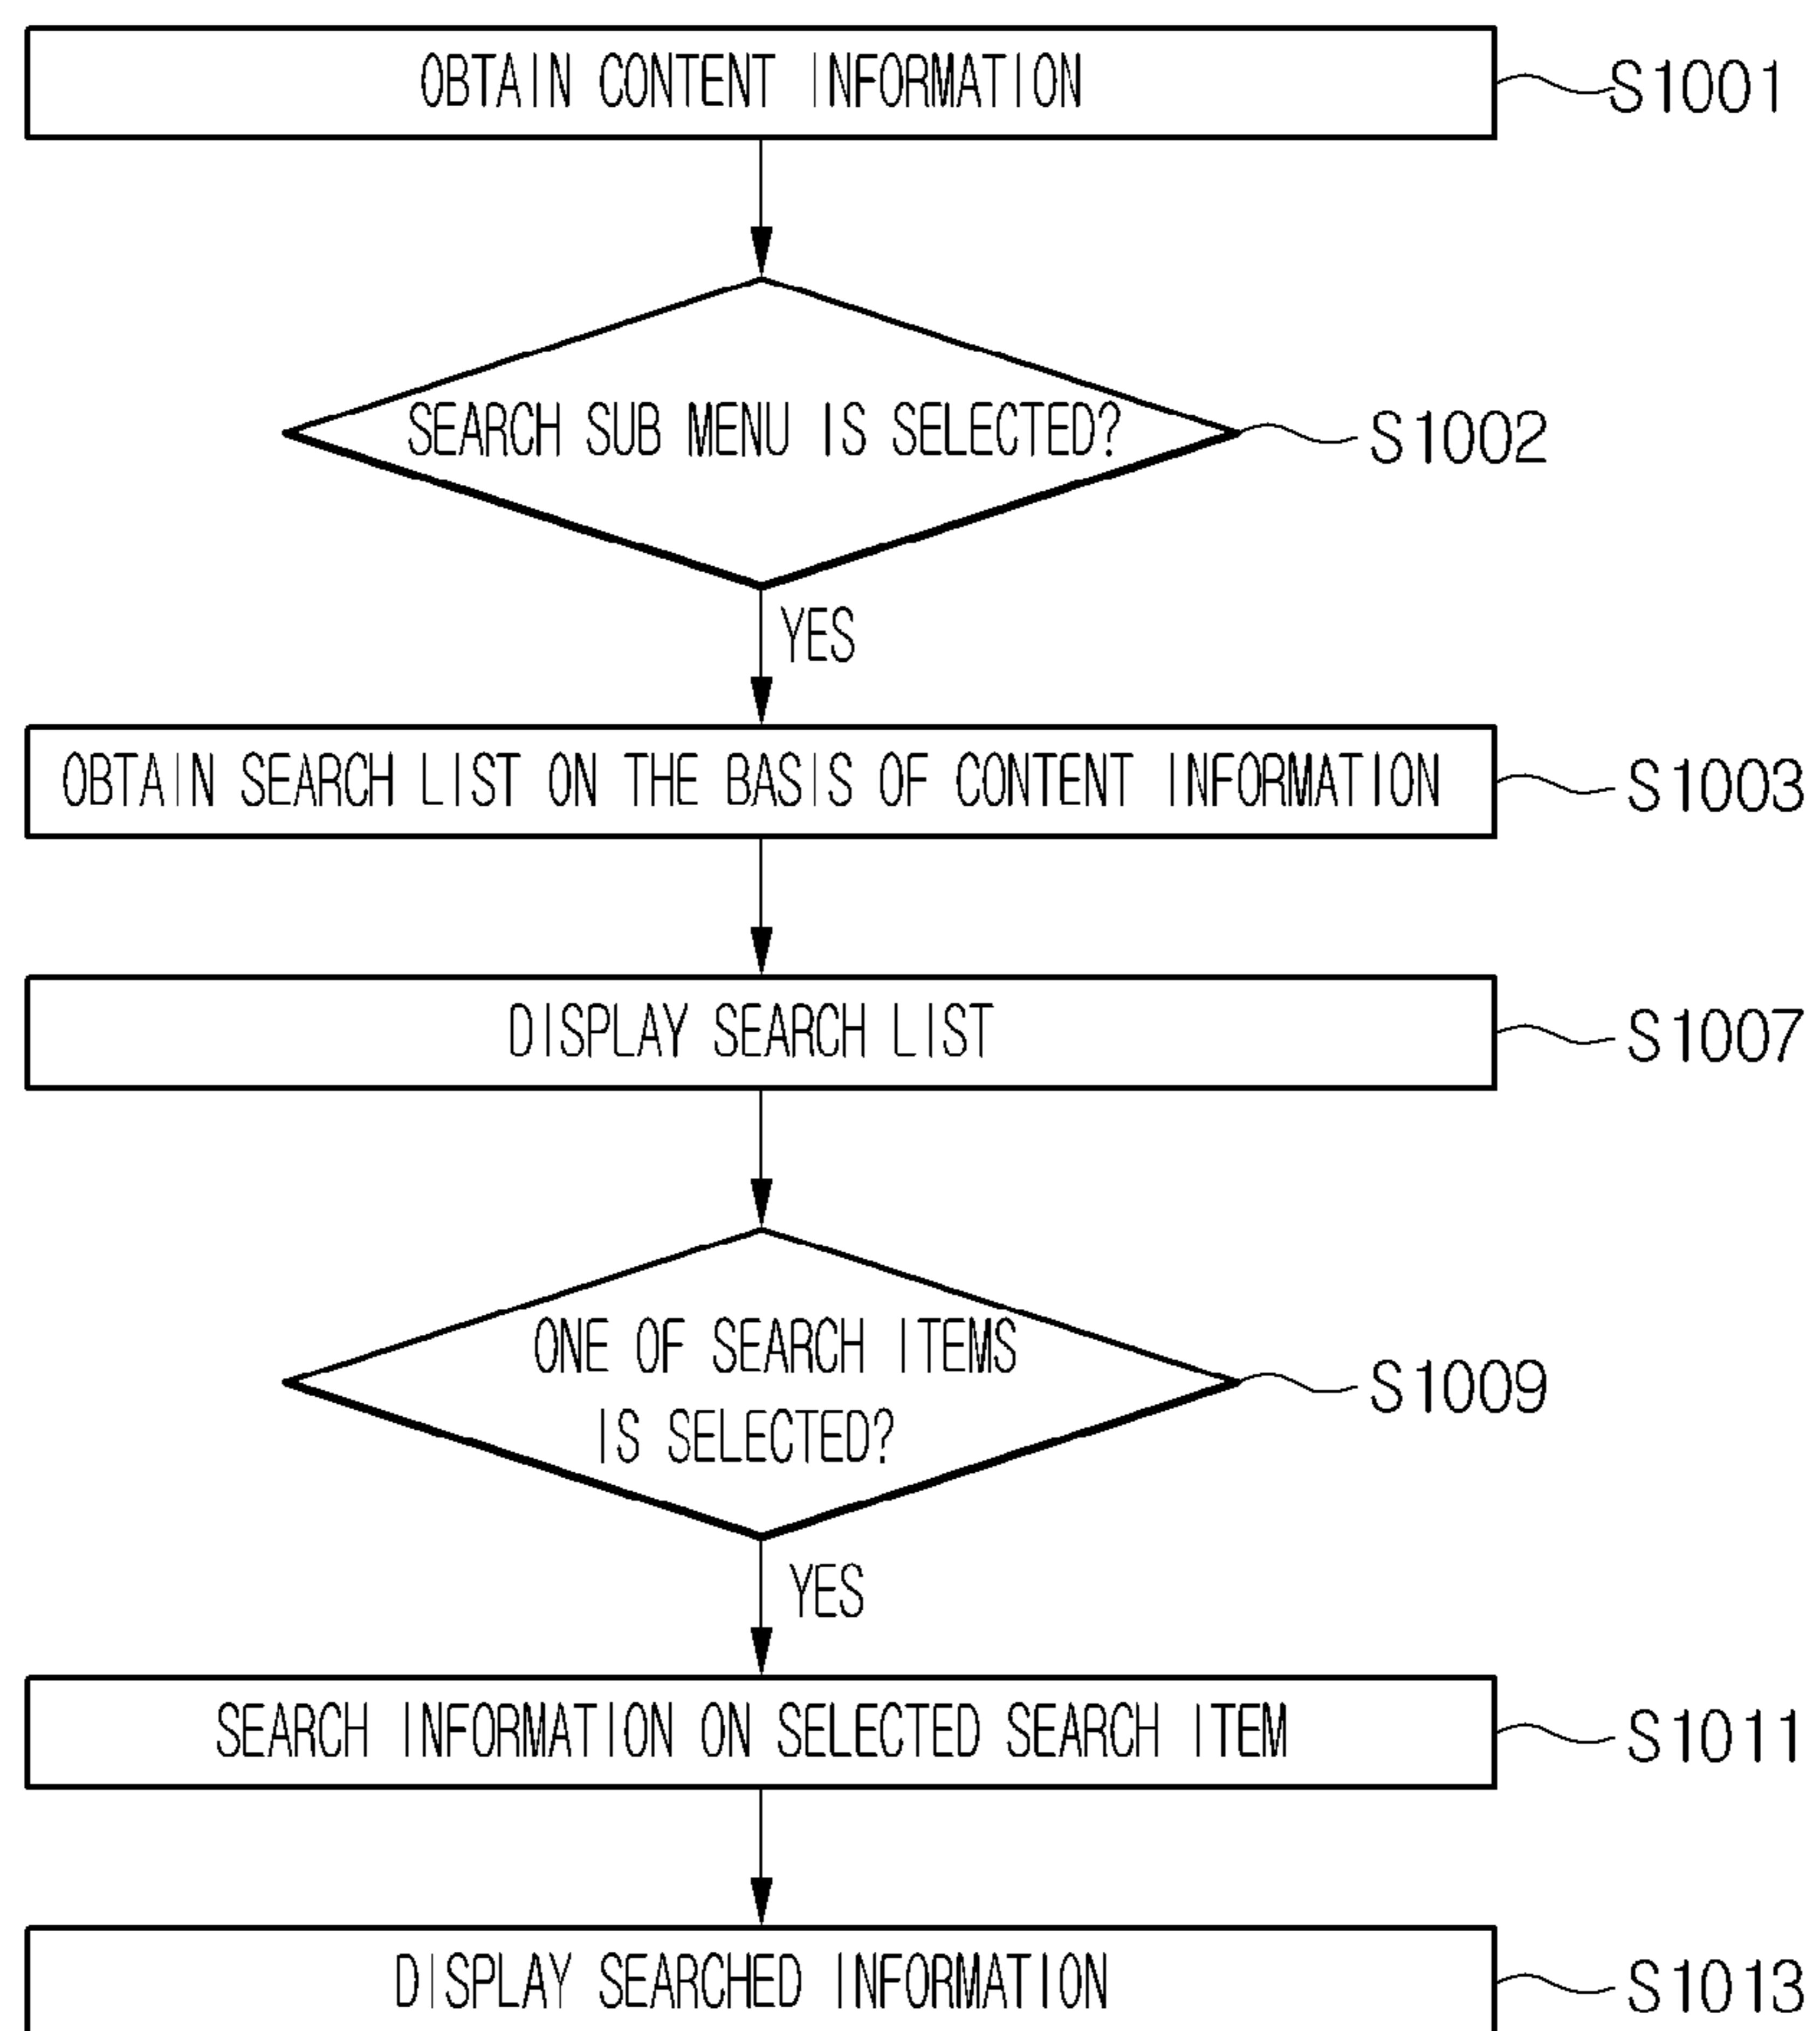 OBTAIN CONTENT INFORMATION
S1001
SEARCH SUB MENU IS SELECTED?
S1002
YES
OBTAIN SEARCH LIST ON THE BASIS OF CONTENT INFORMATION
S1003
DISPLAY SEARCH LIST
S1007
ONE OF SEARCH ITEMS
IS SELECTED?
S1009
YES
SEARCH INFORMATION ON SELECTED SEARCH ITEM
S1011
DISPLAY SEARCHED INFORMATION
S1013